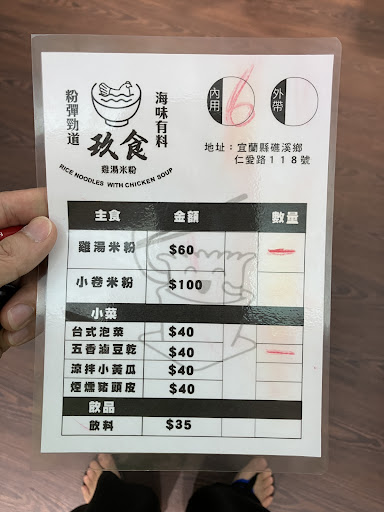 粉彈勁道
海味有料
玖食
雞湯米粉
RICE NOODLES WITH CHICKEN SOUP
內用 6
外帶
地址：宜蘭縣礁溪鄉
仁愛路118號
主食 金額 數量
雞湯米粉 $60 一
小卷米粉 $100
小菜
台式泡菜 $40
五香滷豆乾 $40 一
涼拌小黃瓜 $40
煙燻豬頭皮 $40
飲品
飲料 $35